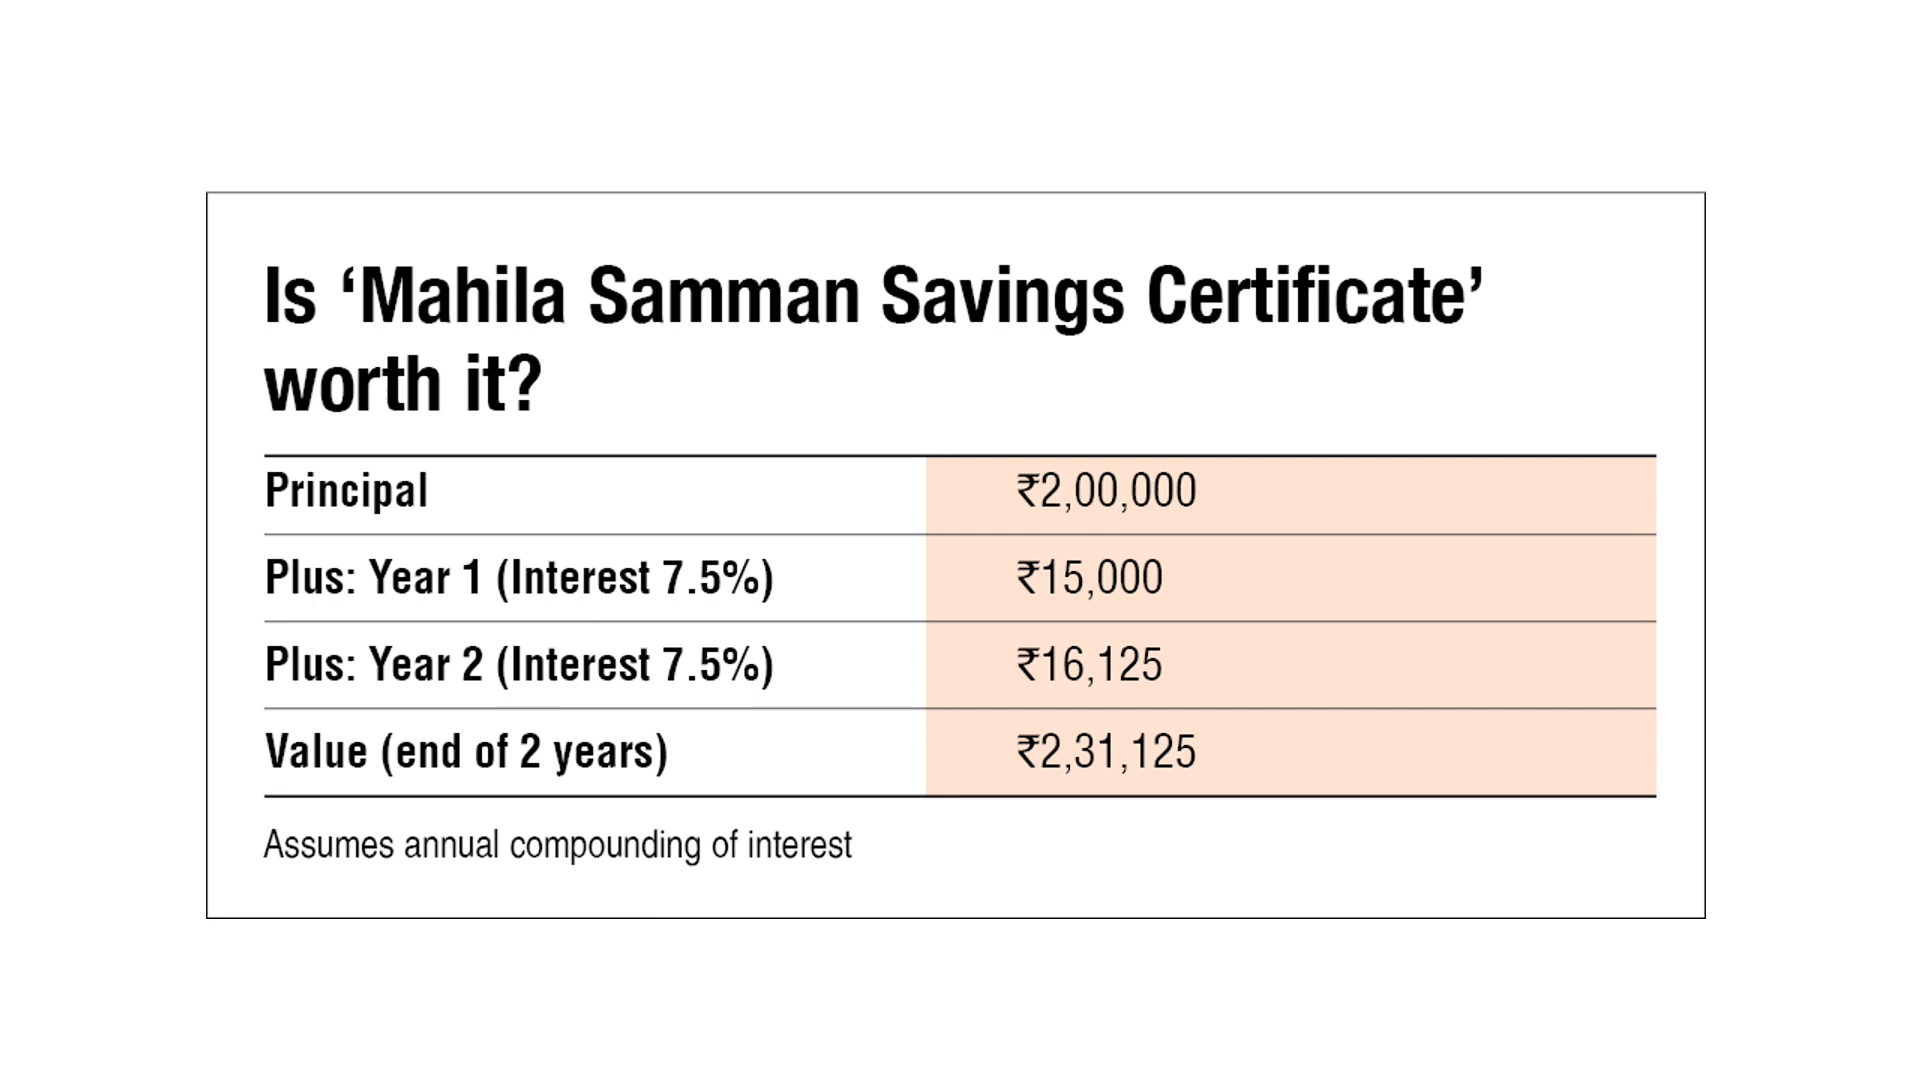 Is ‘Mahila Samman Savings Certificate’
worth it?
Principal ₹2,00,000
Plus: Year 1 (Interest 7.5%) ₹15,000
Plus: Year 2 (Interest 7.5%) ₹16,125
Value (end of 2 years) ₹2,31,125
Assumes annual compounding of interest